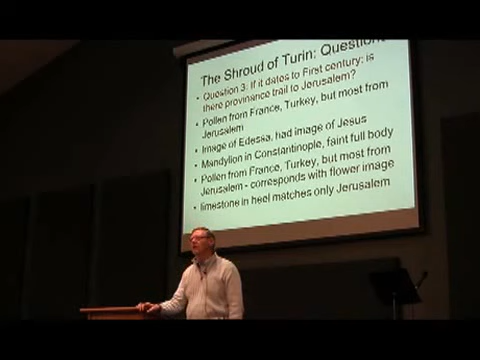 The Shroud of Turin: Question
Question 3: If it dates to First century: is
there provinance trail to Jerusalem?
Pollen from France, Turkey, but most from
Jerusalem
Image of Edessa, had image of Jesus
Mandylion in Constantinople, faint full body
Pollen from France, Turkey, but most from
Jerusalem - corresponds with flower image
limestone in heel matches only Jerusalem